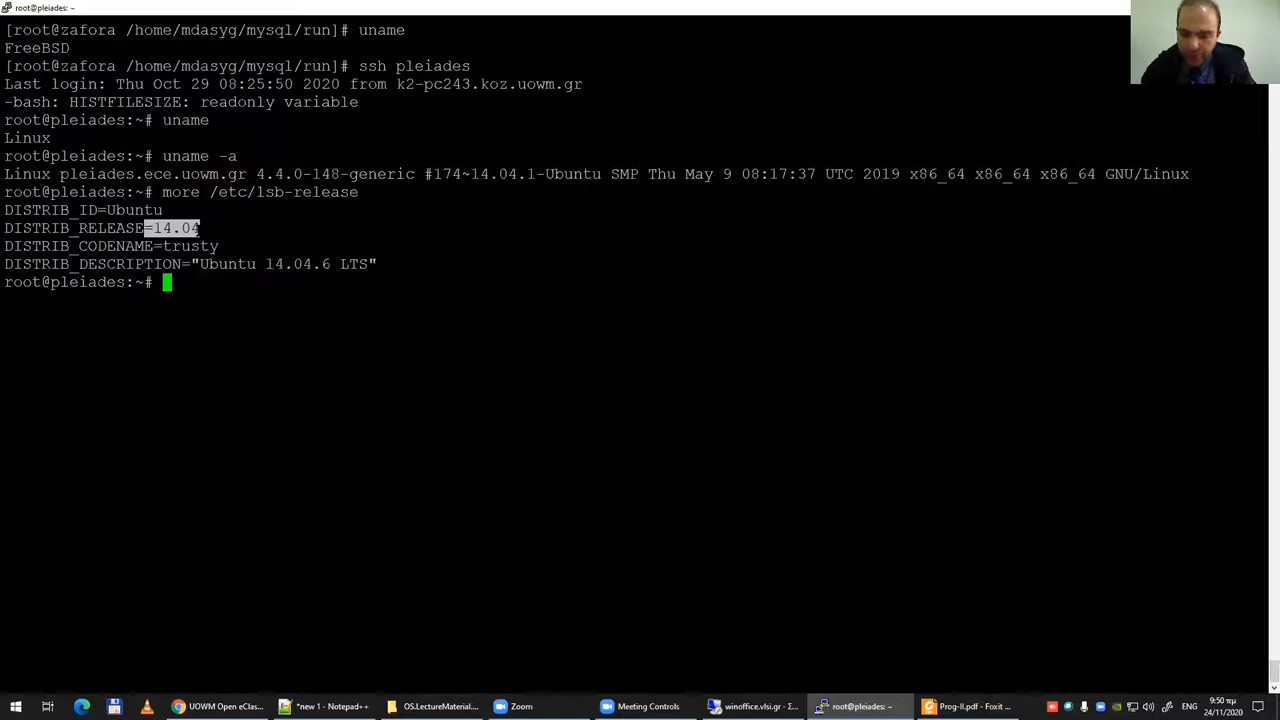 root@pleiades: ~
[root@zafora /home/mdasyg/mysql/run]# uname
FreeBSD
[root@zafora /home/mdasyg/mysql/run]# ssh pleiades
Last login: Thu Oct 29 08:25:50 2020 from k2-pc243.koz.uowm.gr
-bash: HISTFILESIZE: readonly variable
root@pleiades:~# uname
Linux
root@pleiades:~# uname -a
Linux pleiades.ece.uowm.gr 4.4.0-148-generic #174~14.04.1-Ubuntu SMP Thu May 9 08:17:37 UTC 2019 x86_64 x86_64 x86_64 GNU/Linux
root@pleiades:~# more /etc/lsb-release
DISTRIB_ID=Ubuntu
DISTRIB_RELEASE=14.04
DISTRIB_CODENAME=trusty
DISTRIB_DESCRIPTION="Ubuntu 14.04.6 LTS"
root@pleiades:~#
UOWM Open eClass... *new 1 - Notepad++ OS.LectureMaterial... Zoom Meeting Controls winoffice.vlsi.gr - Σ... root@pleiades: ~ Prog-II.pdf - Foxit ... ΕΝΓ 9:50 πμ
24/11/2020